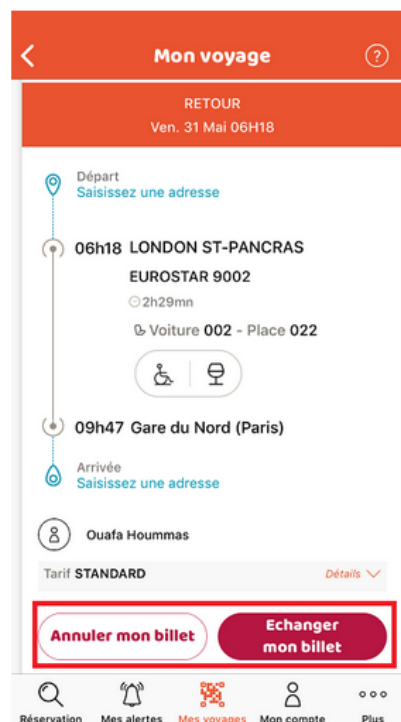 Mon voyage
?
RETOUR
Ven. 31 Mai 06H18
Départ
Saisissez une adresse
06h18 LONDON ST-PANCRAS
EUROSTAR 9002
2h29mn
Voiture 002 - Place 022
09h47 Gare du Nord (Paris)
Arrivée
Saisissez une adresse
Ouafa Hoummas
Tarif STANDARD Détails
Annuler mon billet
Echanger
mon billet
Réservation Mes alertes Mes voyages Mon compte Plus